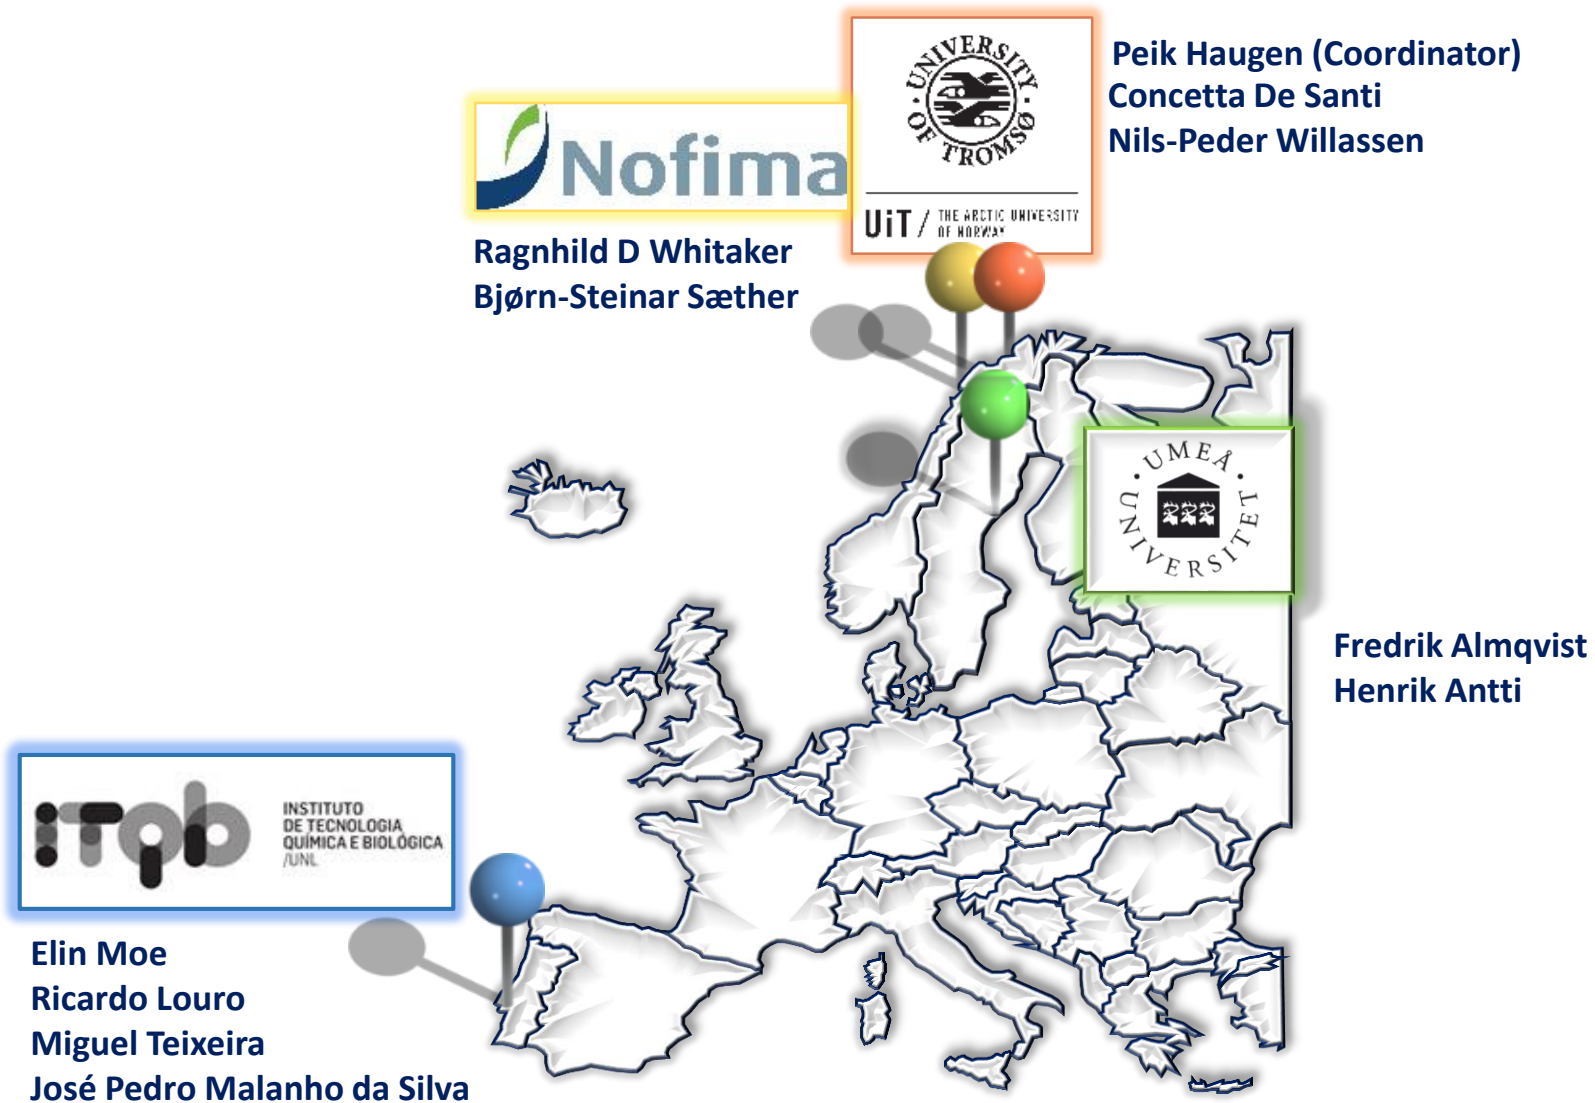 UNIVERSITY
OF TROMSØ
UiT / THE ARCTIC UNIVERSITY
OF NORWAY
Peik Haugen (Coordinator)
Concetta De Santi
Nils-Peder Willassen
Nofima
Ragnhild D Whitaker
Bjørn-Steinar Sæther
UMEÅ
UNIVERSITET
Fredrik Almqvist
Henrik Antti
iTqb
INSTITUTO
DE TECNOLOGIA
QUÍMICA E BIOLÓGICA
/UNL
Elin Moe
Ricardo Louro
Miguel Teixeira
José Pedro Malanho da Silva